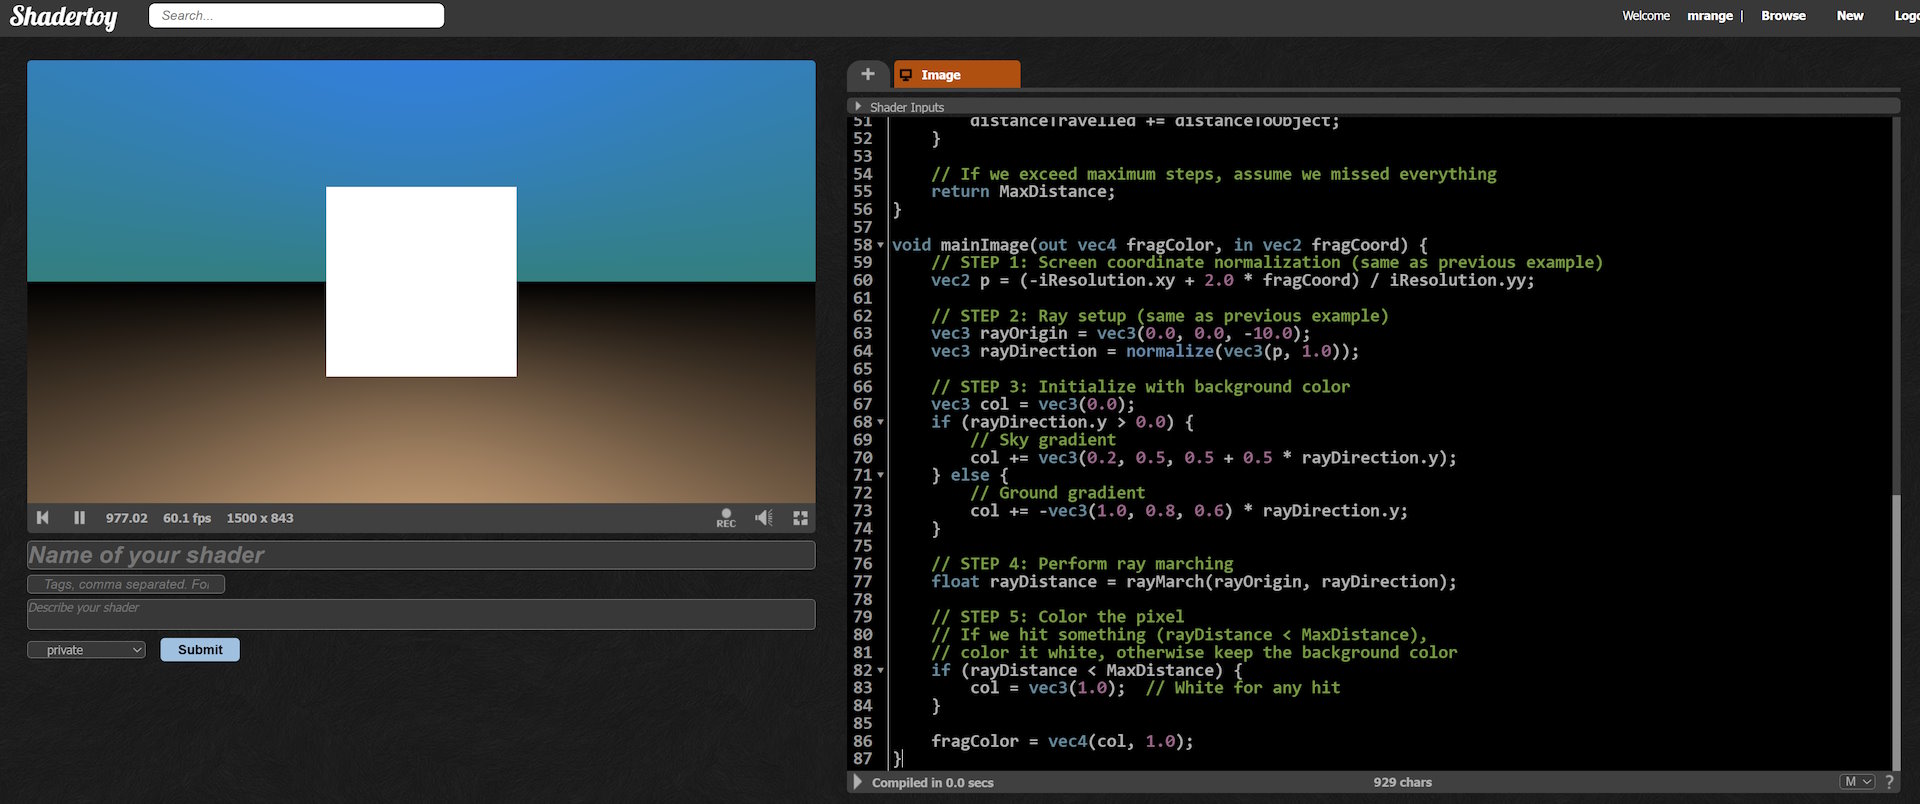 Shadertoy
Search...
Welcome mrange | Browse New Logo
+ Image
Shader Inputs
51 distanceTravelled += distanceToObject;
52 }
53
54 // If we exceed maximum steps, assume we missed everything
55 return MaxDistance;
56 }
57
58 void mainImage(out vec4 fragColor, in vec2 fragCoord) {
59 // STEP 1: Screen coordinate normalization (same as previous example)
60 vec2 p = (-iResolution.xy + 2.0 * fragCoord) / iResolution.yy;
61
62 // STEP 2: Ray setup (same as previous example)
63 vec3 rayOrigin = vec3(0.0, 0.0, -10.0);
64 vec3 rayDirection = normalize(vec3(p, 1.0));
65
66 // STEP 3: Initialize with background color
67 vec3 col = vec3(0.0);
68 if (rayDirection.y > 0.0) {
69 // Sky gradient
70 col += vec3(0.2, 0.5, 0.5 + 0.5 * rayDirection.y);
71 } else {
72 // Ground gradient
73 col += -vec3(1.0, 0.8, 0.6) * rayDirection.y;
74 }
75
76 // STEP 4: Perform ray marching
77 float rayDistance = rayMarch(rayOrigin, rayDirection);
78
79 // STEP 5: Color the pixel
80 // If we hit something (rayDistance < MaxDistance),
81 // color it white, otherwise keep the background color
82 if (rayDistance < MaxDistance) {
83 col = vec3(1.0); // White for any hit
84 }
85
86 fragColor = vec4(col, 1.0);
87 }
Compiled in 0.0 secs 929 chars M ?
977.02 60.1 fps 1500 x 843 REC
Name of your shader
Tags, comma separated. For
Describe your shader
private Submit